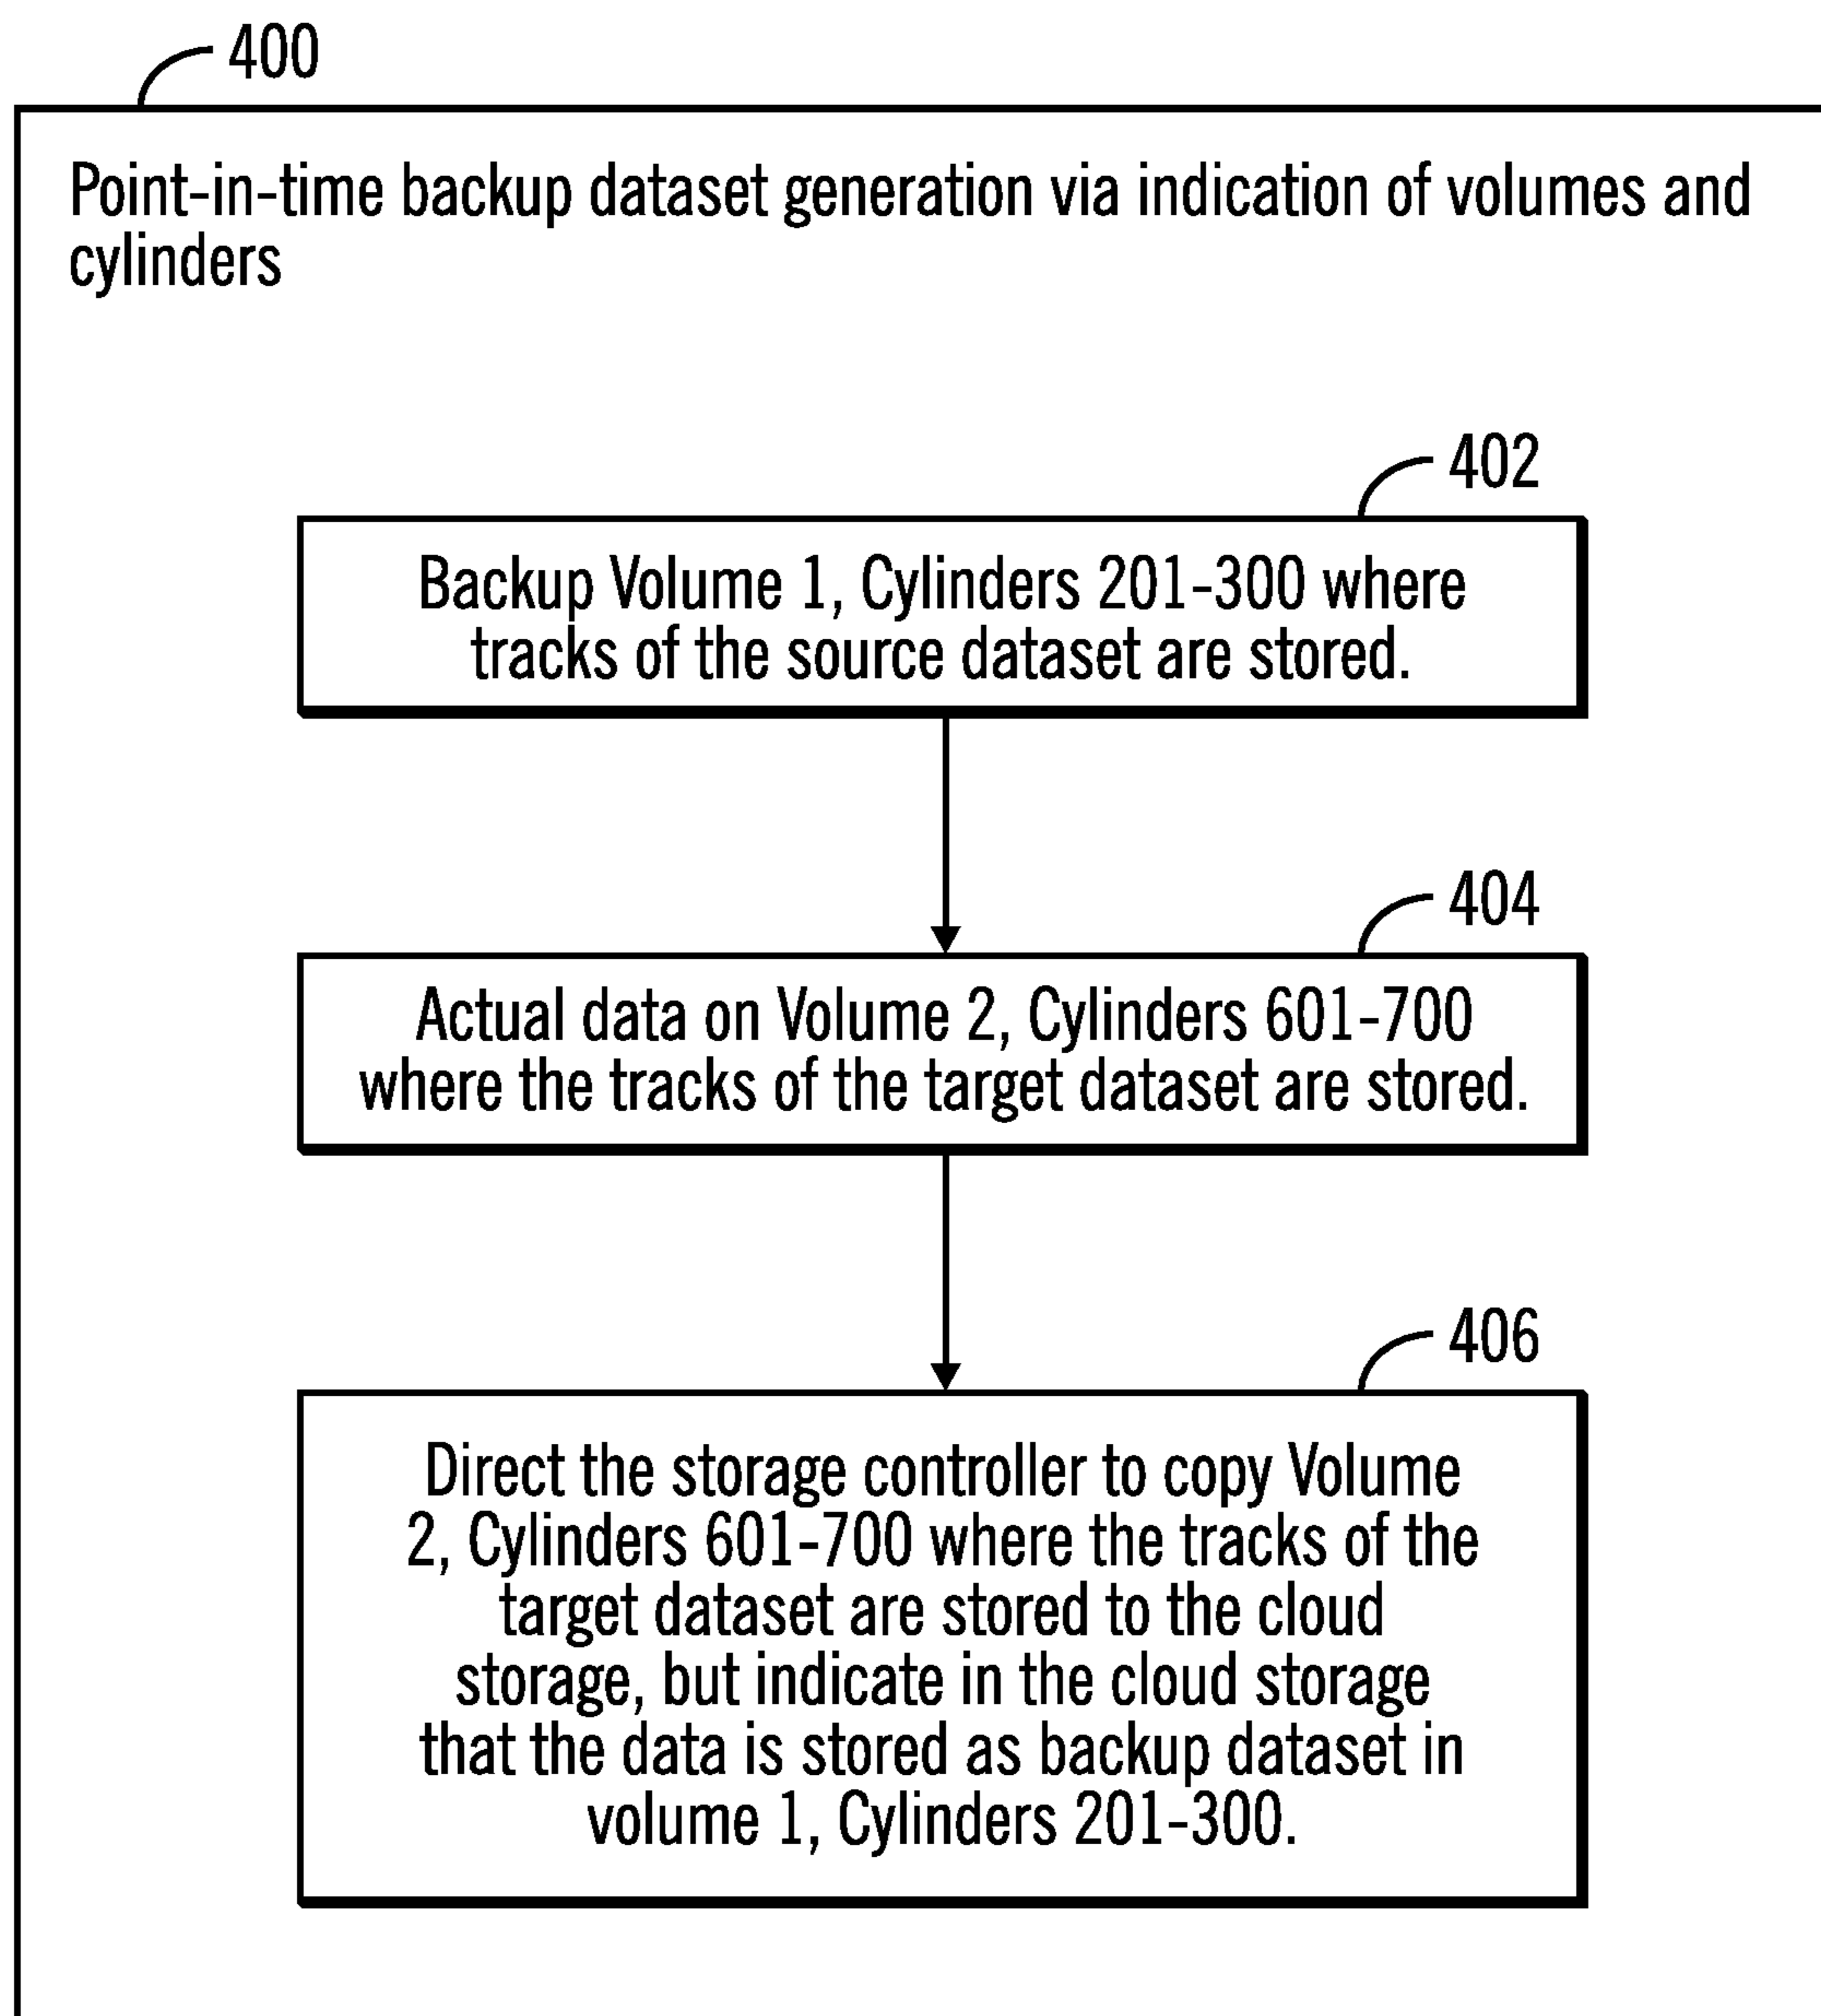 400
Point-in-time backup dataset generation via indication of volumes and
cylinders
402
Backup Volume 1, Cylinders 201-300 where
tracks of the source dataset are stored.
404
Actual data on Volume 2, Cylinders 601-700
where the tracks of the target dataset are stored.
406
Direct the storage controller to copy Volume
2, Cylinders 601-700 where the tracks of the
target dataset are stored to the cloud
storage, but indicate in the cloud storage
that the data is stored as backup dataset in
volume 1, Cylinders 201-300.